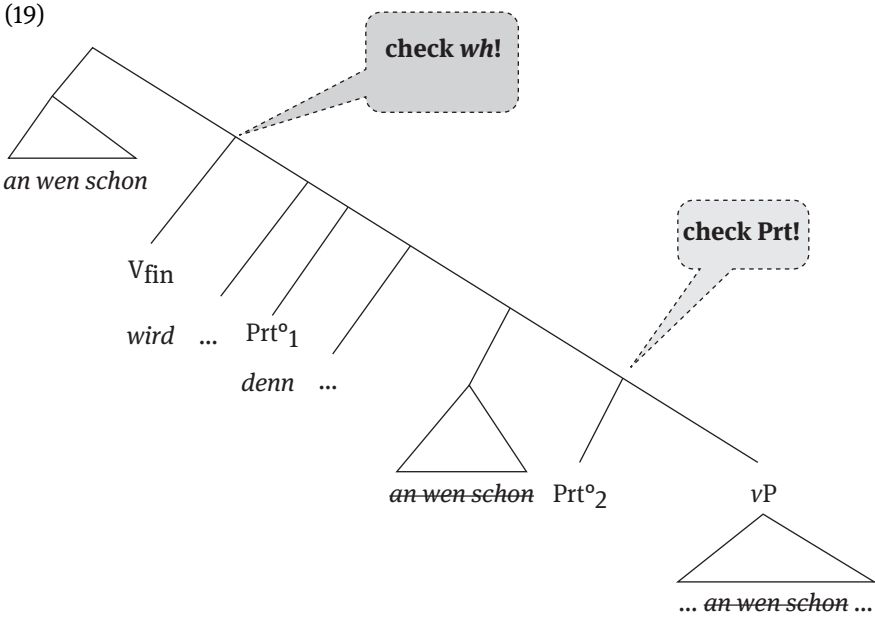 (19)
check wh!
an wen schon
check Prt!
Vfin
wird ... Prt°1
denn ...
an wen schon Prt°2 vP
... an wen schon ...